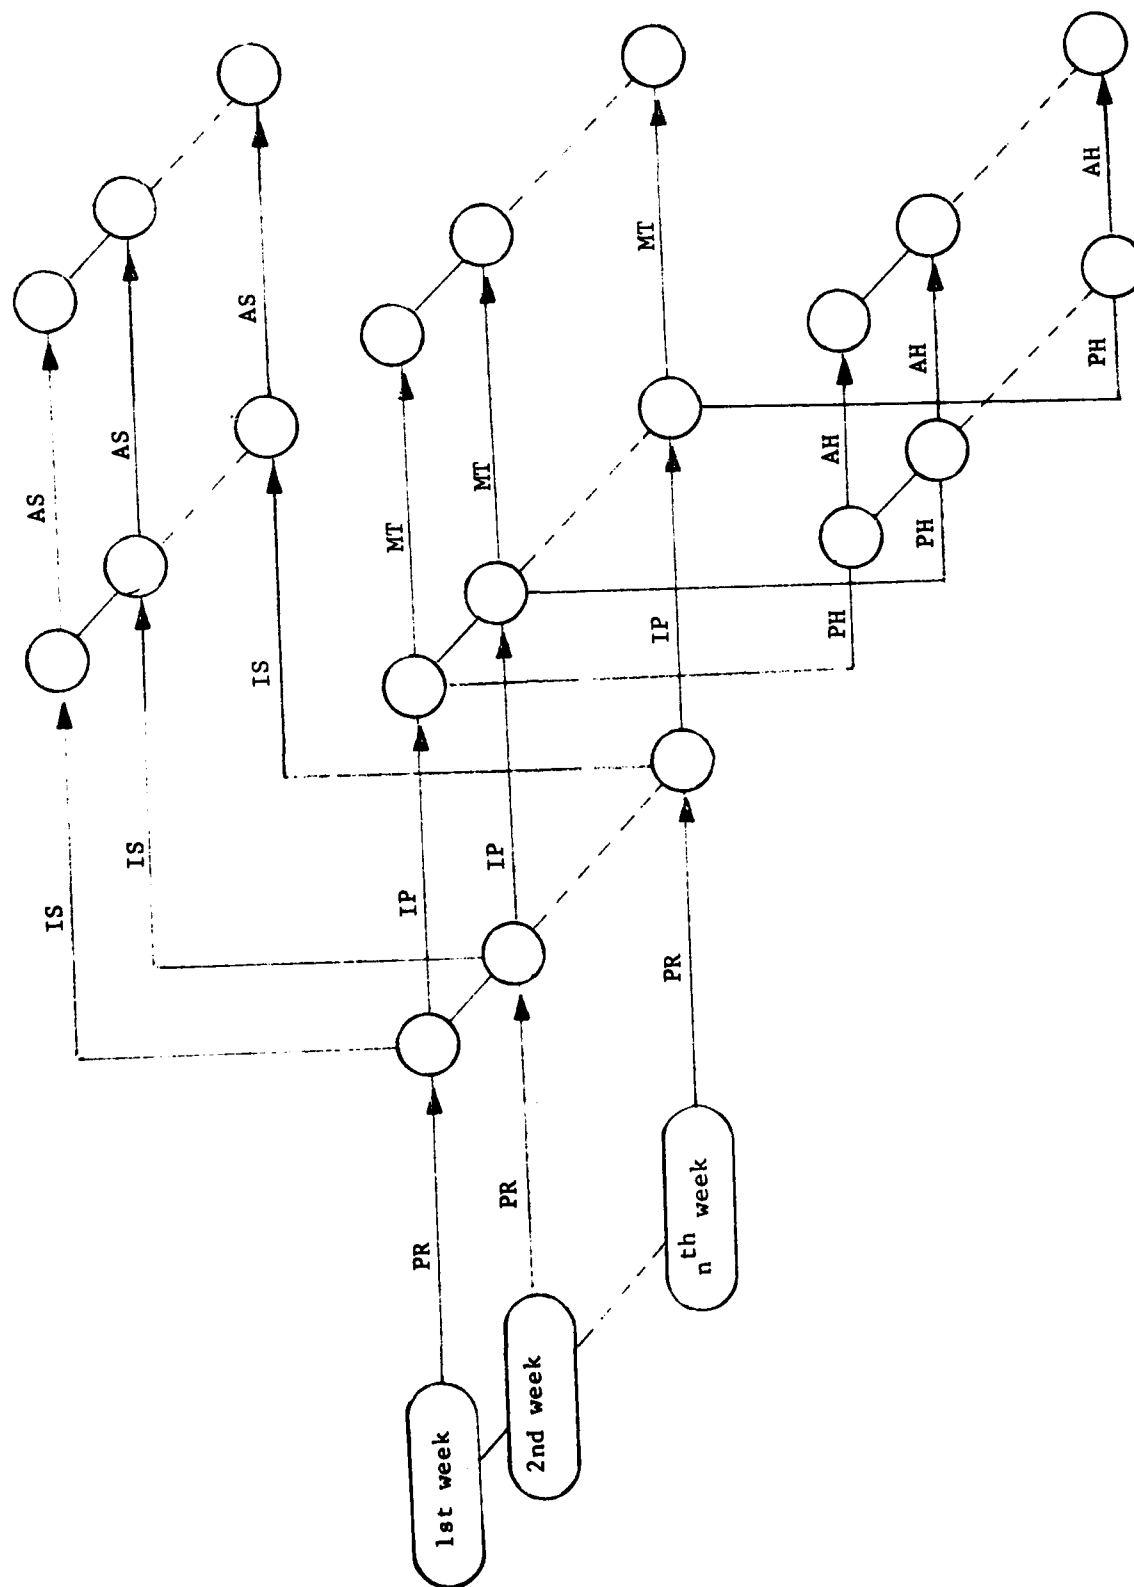 IS
AS
IS
AS
IS
AS
1st week
PR
IP
MT
2nd week
PR
IP
MT
nth week
PR
IP
MT
PH
AH
PH
AH
PH
AH